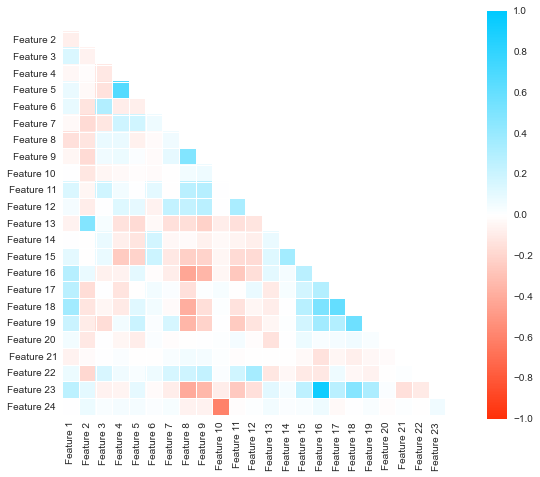 Feature 2
Feature 3
Feature 4
Feature 5
Feature 6
Feature 7
Feature 8
Feature 9
Feature 10
Feature 11
Feature 12
Feature 13
Feature 14
Feature 15
Feature 16
Feature 17
Feature 18
Feature 19
Feature 20
Feature 21
Feature 22
Feature 23
Feature 24
Feature 1
Feature 2
Feature 3
Feature 4
Feature 5
Feature 6
Feature 7
Feature 8
Feature 9
Feature 10
Feature 11
Feature 12
Feature 13
Feature 14
Feature 15
Feature 16
Feature 17
Feature 18
Feature 19
Feature 20
Feature 21
Feature 22
Feature 23
1.0
0.8
0.6
0.4
0.2
0.0
−0.2
−0.4
−0.6
−0.8
−1.0